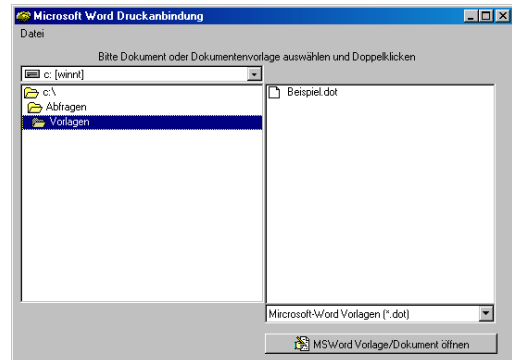 Microsoft Word Druckanbindung
Datei
Bitte Dokument oder Dokumentenvorlage auswählen und Doppelklicken
c: [winnt]
c:\
Abfragen
Vorlagen
Beispiel.dot
Mircrosoft-Word Vorlagen (*.dot)
MSWord Vorlage/Dokument öffnen